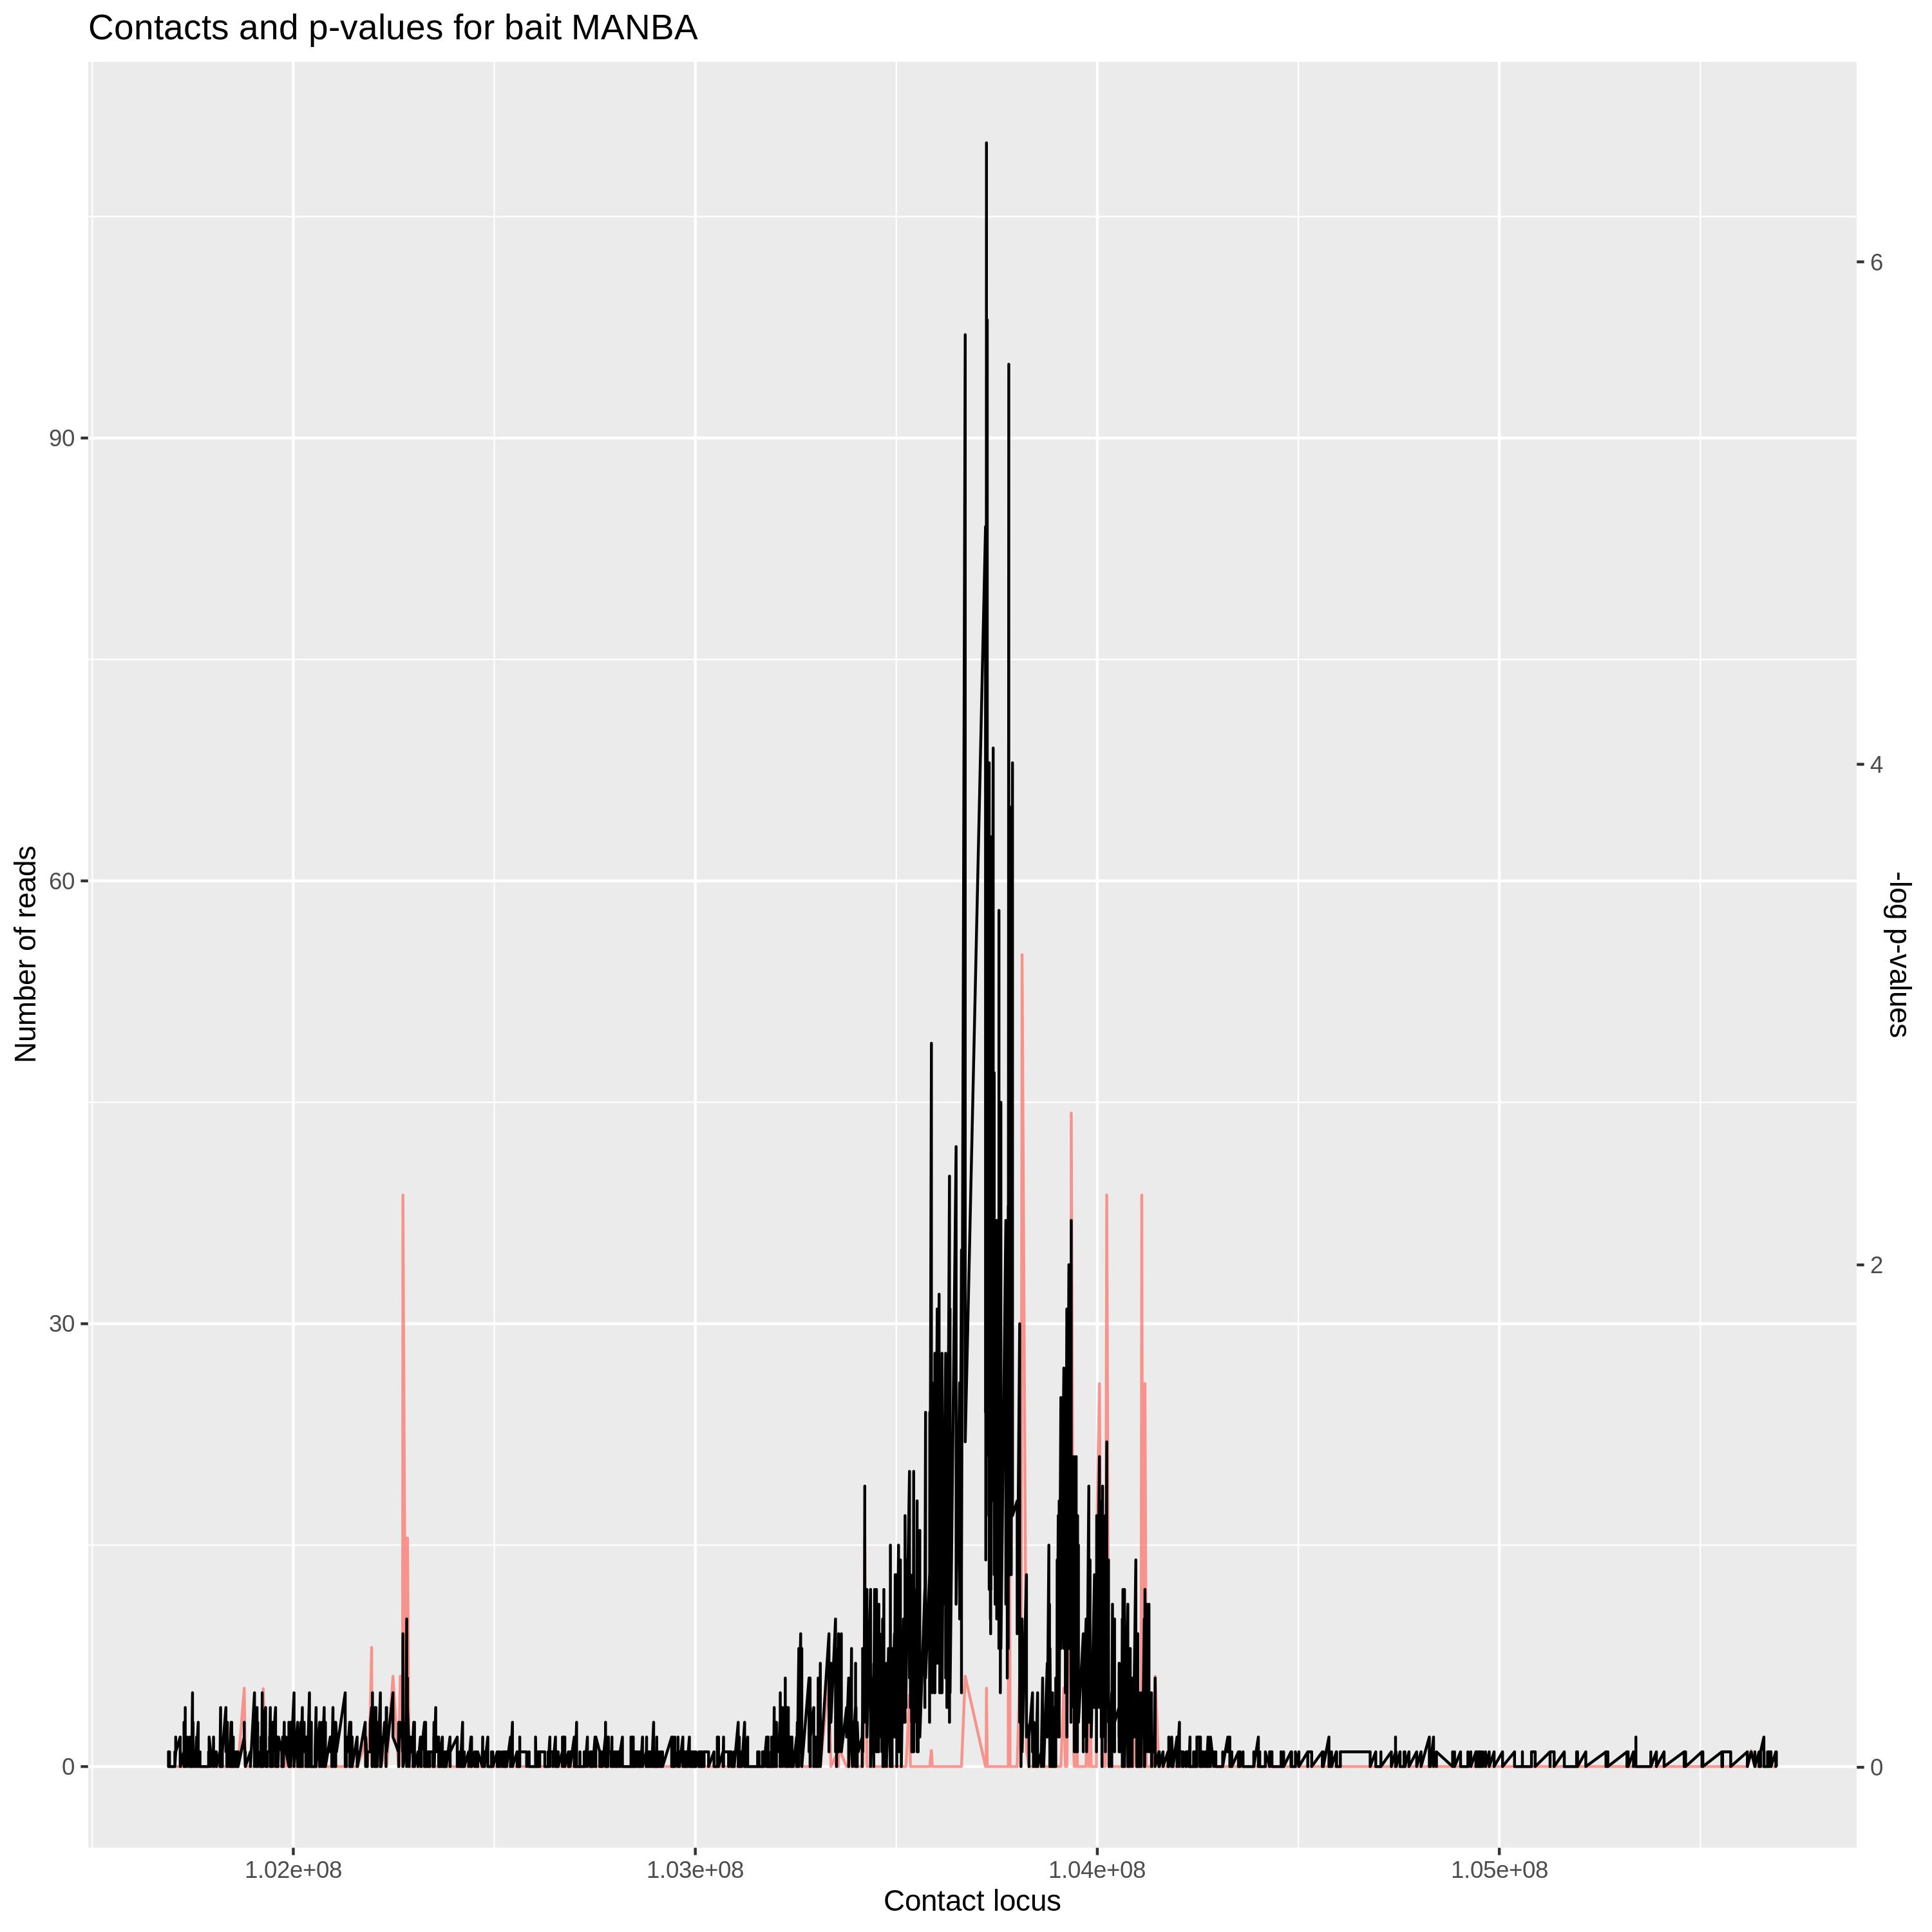 Contacts and p-values for bait MANBA
Number of reads
90
60
30
0
6
4
2
0
-log p-values
1.02e+08
1.03e+08
1.04e+08
1.05e+08
Contact locus